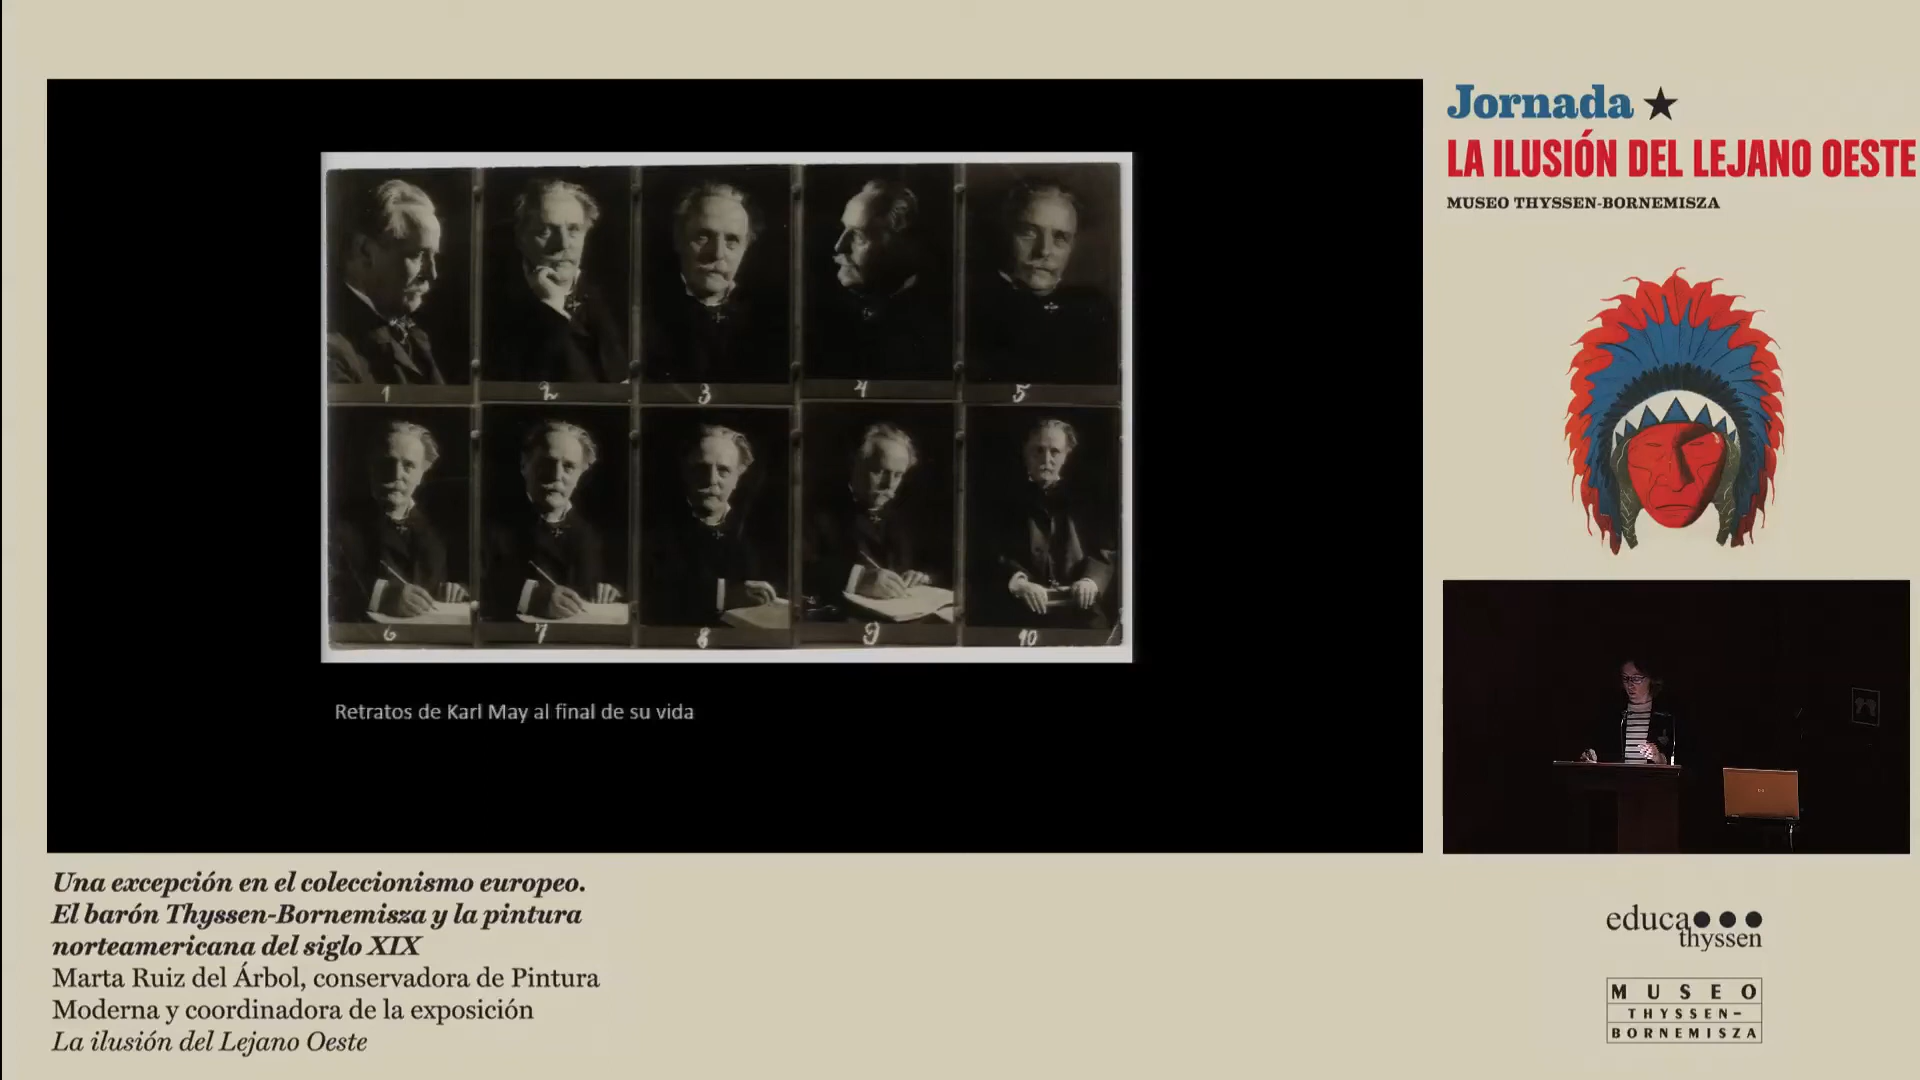 Jornada
LA ILUSIÓN DEL LEJANO OESTE
MUSEO THYSSEN-BORNEMISZA
1
2
3
4
5
6
7
8
9
10
Retratos de Karl May al final de su vida
Una excepción en el coleccionismo europeo.
El barón Thyssen-Bornemisza y la pintura
norteamericana del siglo XIX
Marta Ruiz del Árbol, conservadora de Pintura
Moderna y coordinadora de la exposición
La ilusión del Lejano Oeste
educa
thyssen
MUSEO
THYSSEN-
BORNEMISZA